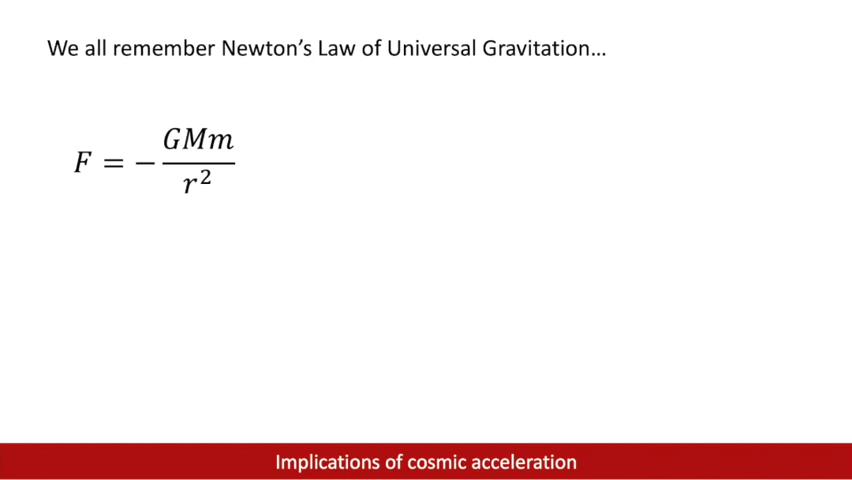 We all remember Newton’s Law of Universal Gravitation…
F = − GMm / r²
Implications of cosmic acceleration